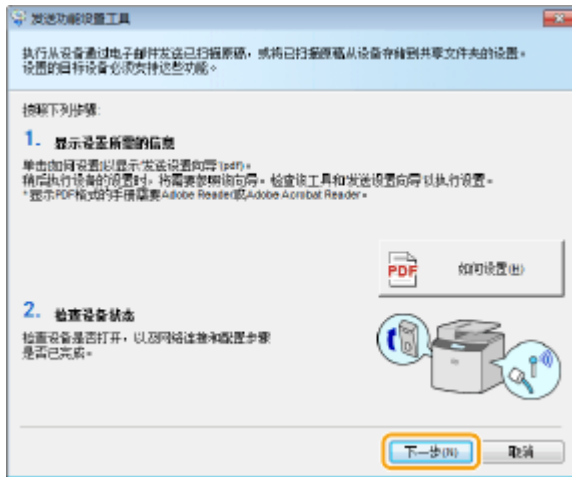 发送功能设置工具
执行从设备通过电子邮件发送已扫描原稿，或将已扫描原稿从设备存储到共享文件夹的设置。
设置的目标设备必须支持这些功能。
按照下列步骤:
1. 显示设置所需的信息
单击[如何设置]以显示"发送设置向导"(pdf)。
稍后执行设备的设置时，将需要参照该向导。检查该工具和发送设置向导以执行设置。
*显示PDF格式的手册需要Adobe Reader或Adobe Acrobat Reader。
PDF 如何设置(H)
2. 检查设备状态
检查设备是否打开，以及网络连接和配置步骤
是否已完成。
下一步(N) 取消